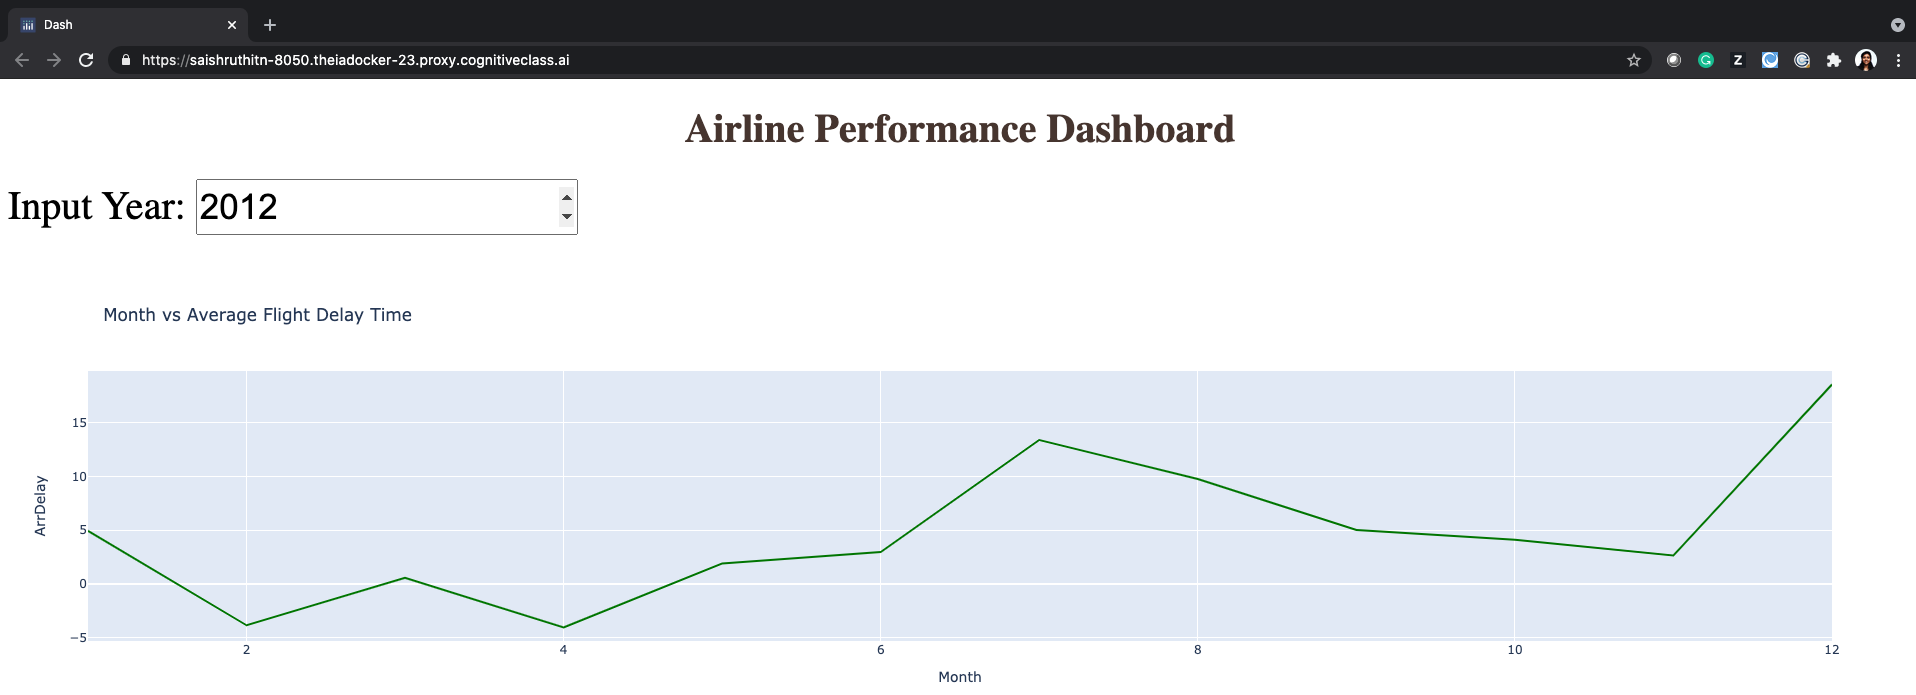 Dash
https://saishruthitn-8050.theiadocker-23.proxy.cognitiveclass.ai
G
Z
Airline Performance Dashboard
Input Year: 2012
Month vs Average Flight Delay Time
15
10
5
0
−5
ArrDelay
2 4 6 8 10 12
Month